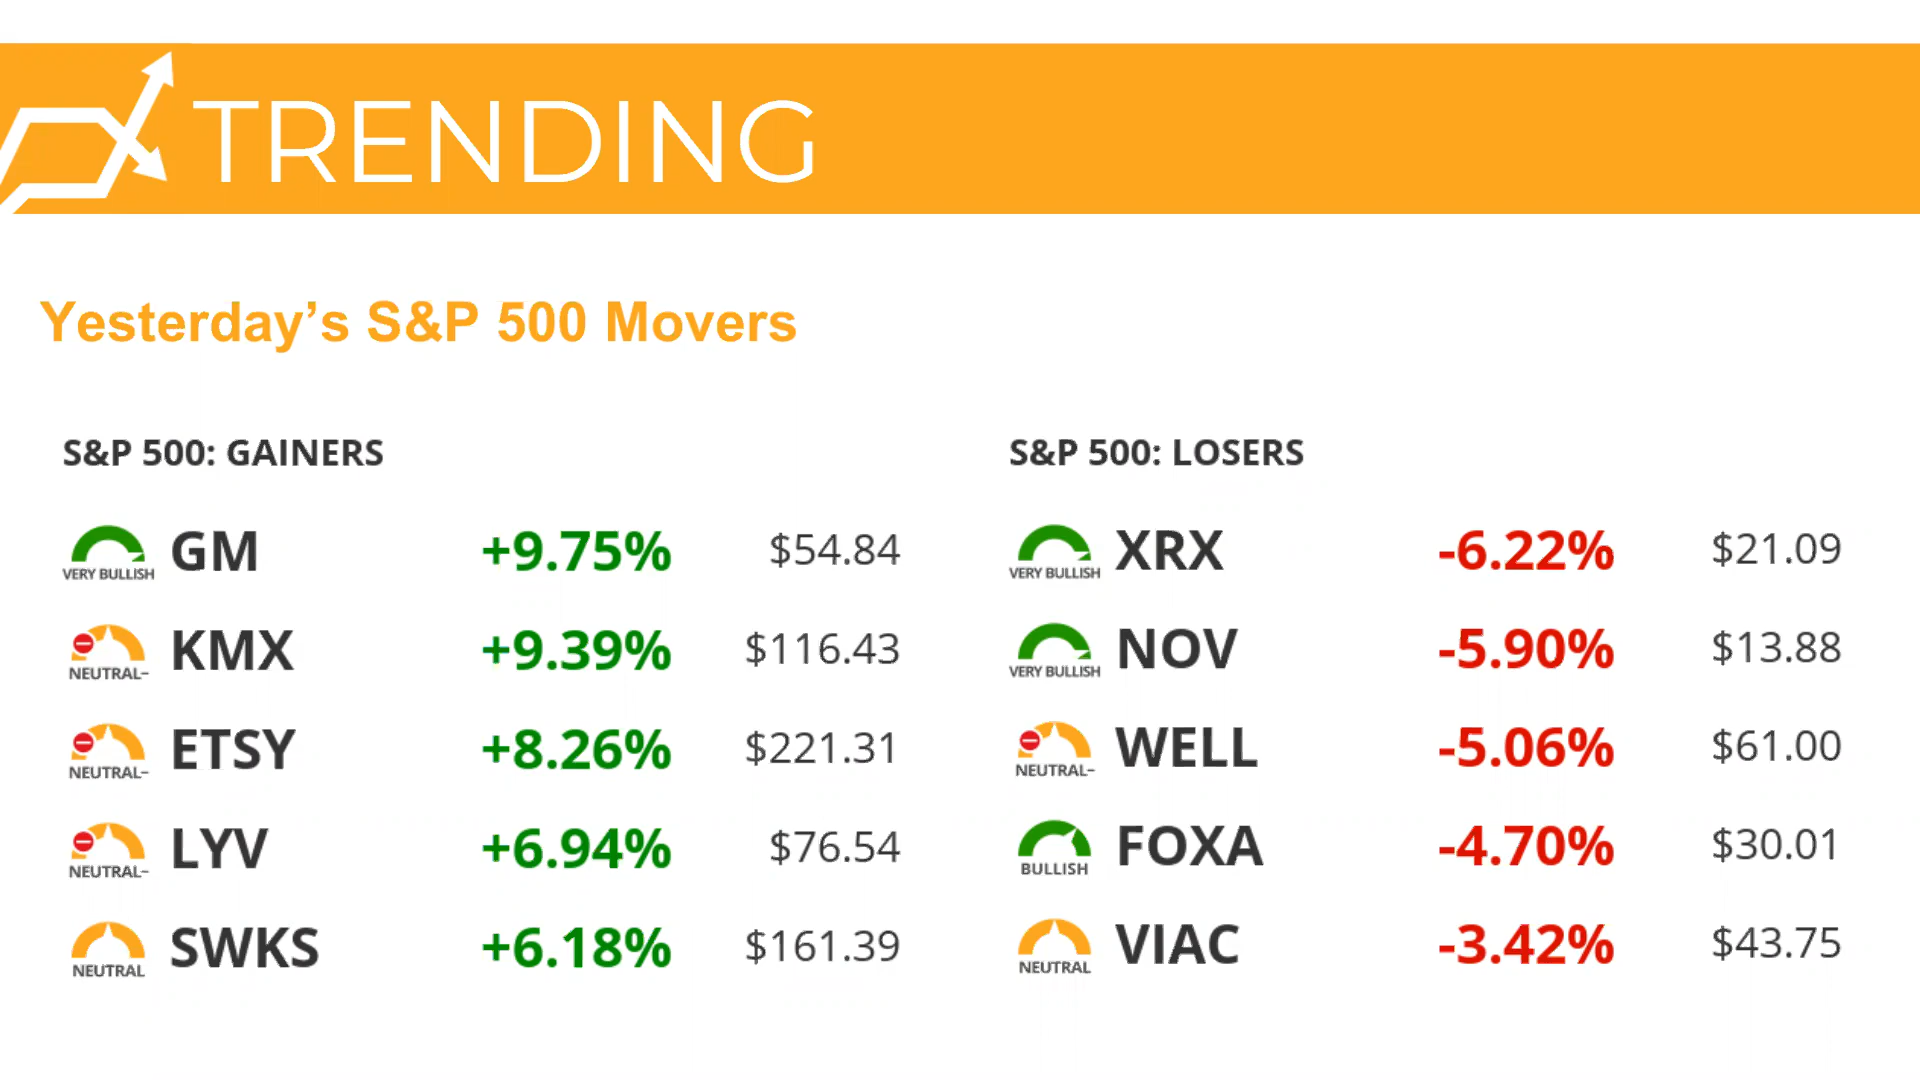 TRENDING
Yesterday’s S&P 500 Movers
S&P 500: GAINERS
VERY BULLISH GM +9.75% $54.84
NEUTRAL– KMX +9.39% $116.43
NEUTRAL– ETSY +8.26% $221.31
NEUTRAL– LYV +6.94% $76.54
NEUTRAL SWKS +6.18% $161.39
S&P 500: LOSERS
VERY BULLISH XRX -6.22% $21.09
VERY BULLISH NOV -5.90% $13.88
NEUTRAL– WELL -5.06% $61.00
BULLISH FOXA -4.70% $30.01
NEUTRAL VIAC -3.42% $43.75